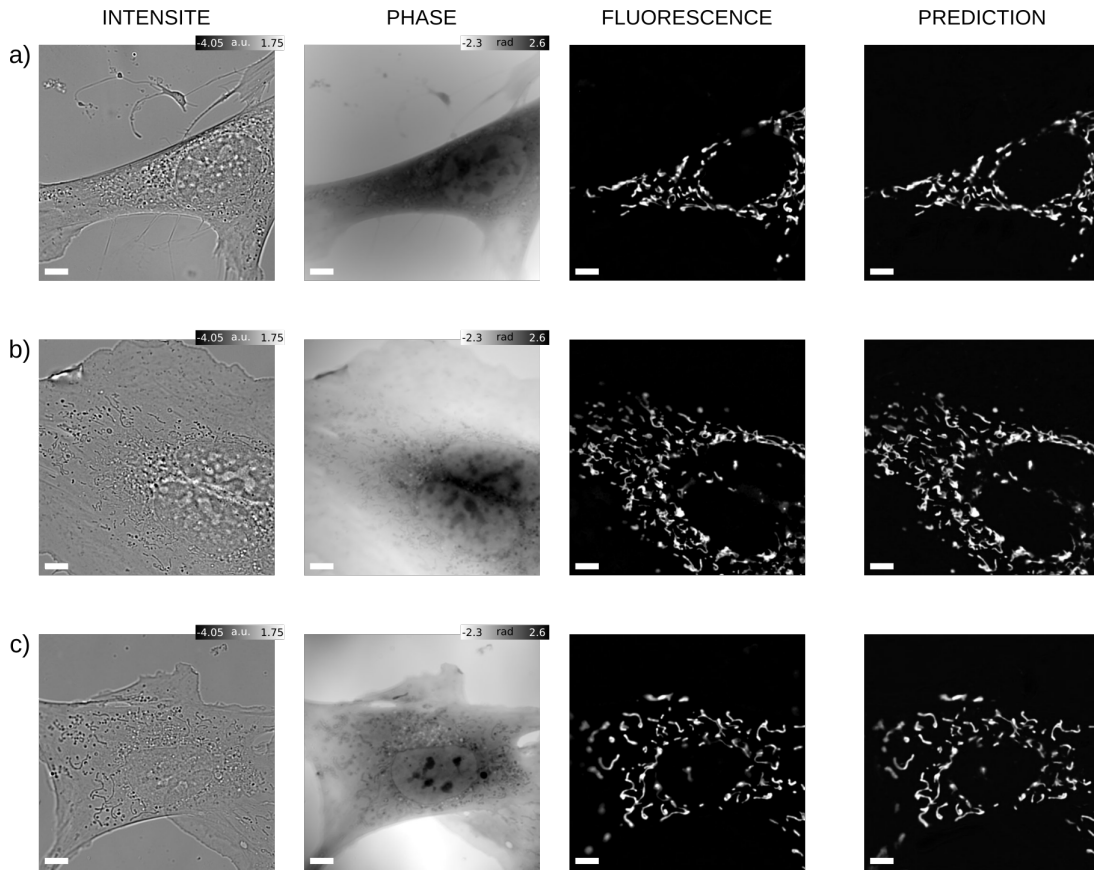 INTENSITE PHASE FLUORESCENCE PREDICTION
a) -4.05 a.u. 1.75 -2.3 rad 2.6
b) -4.05 a.u. 1.75 -2.3 rad 2.6
c) -4.05 a.u. 1.75 -2.3 rad 2.6